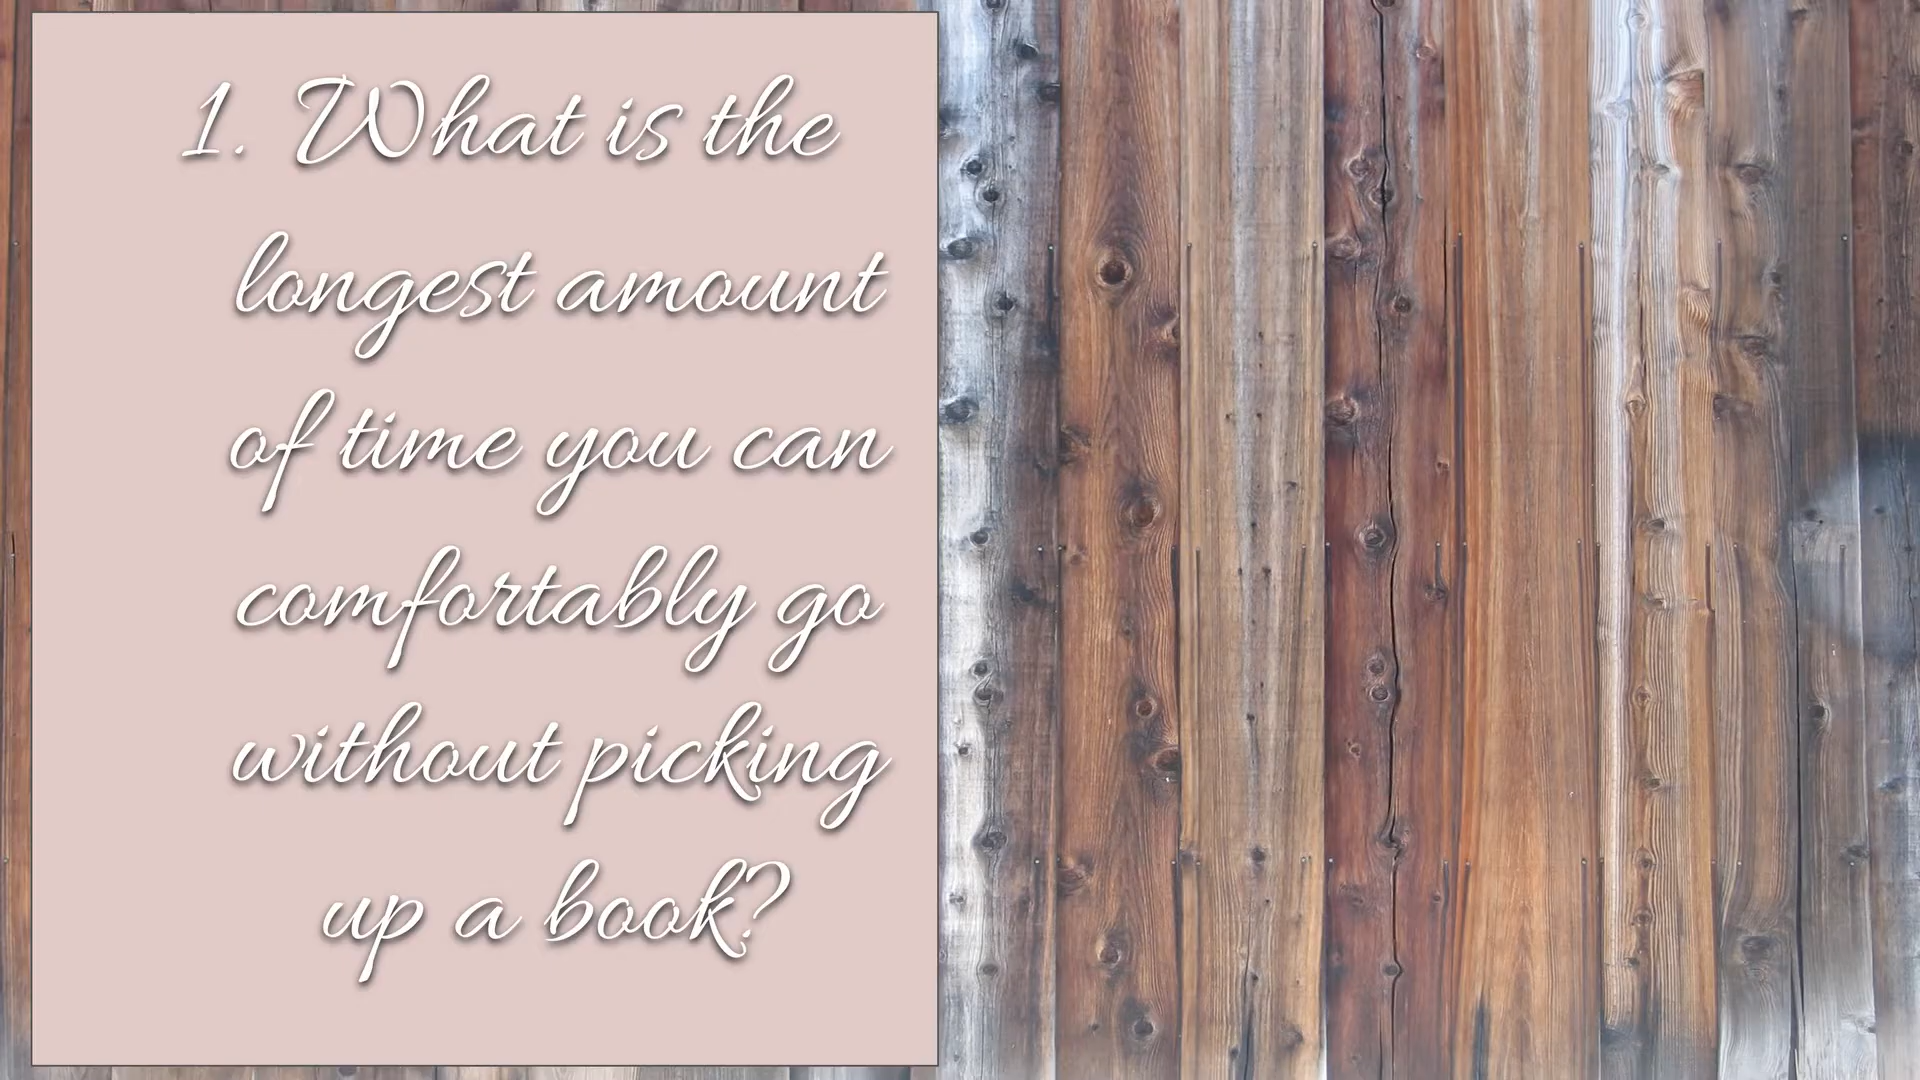 1. What is the
longest amount
of time you can
comfortably go
without picking
up a book?